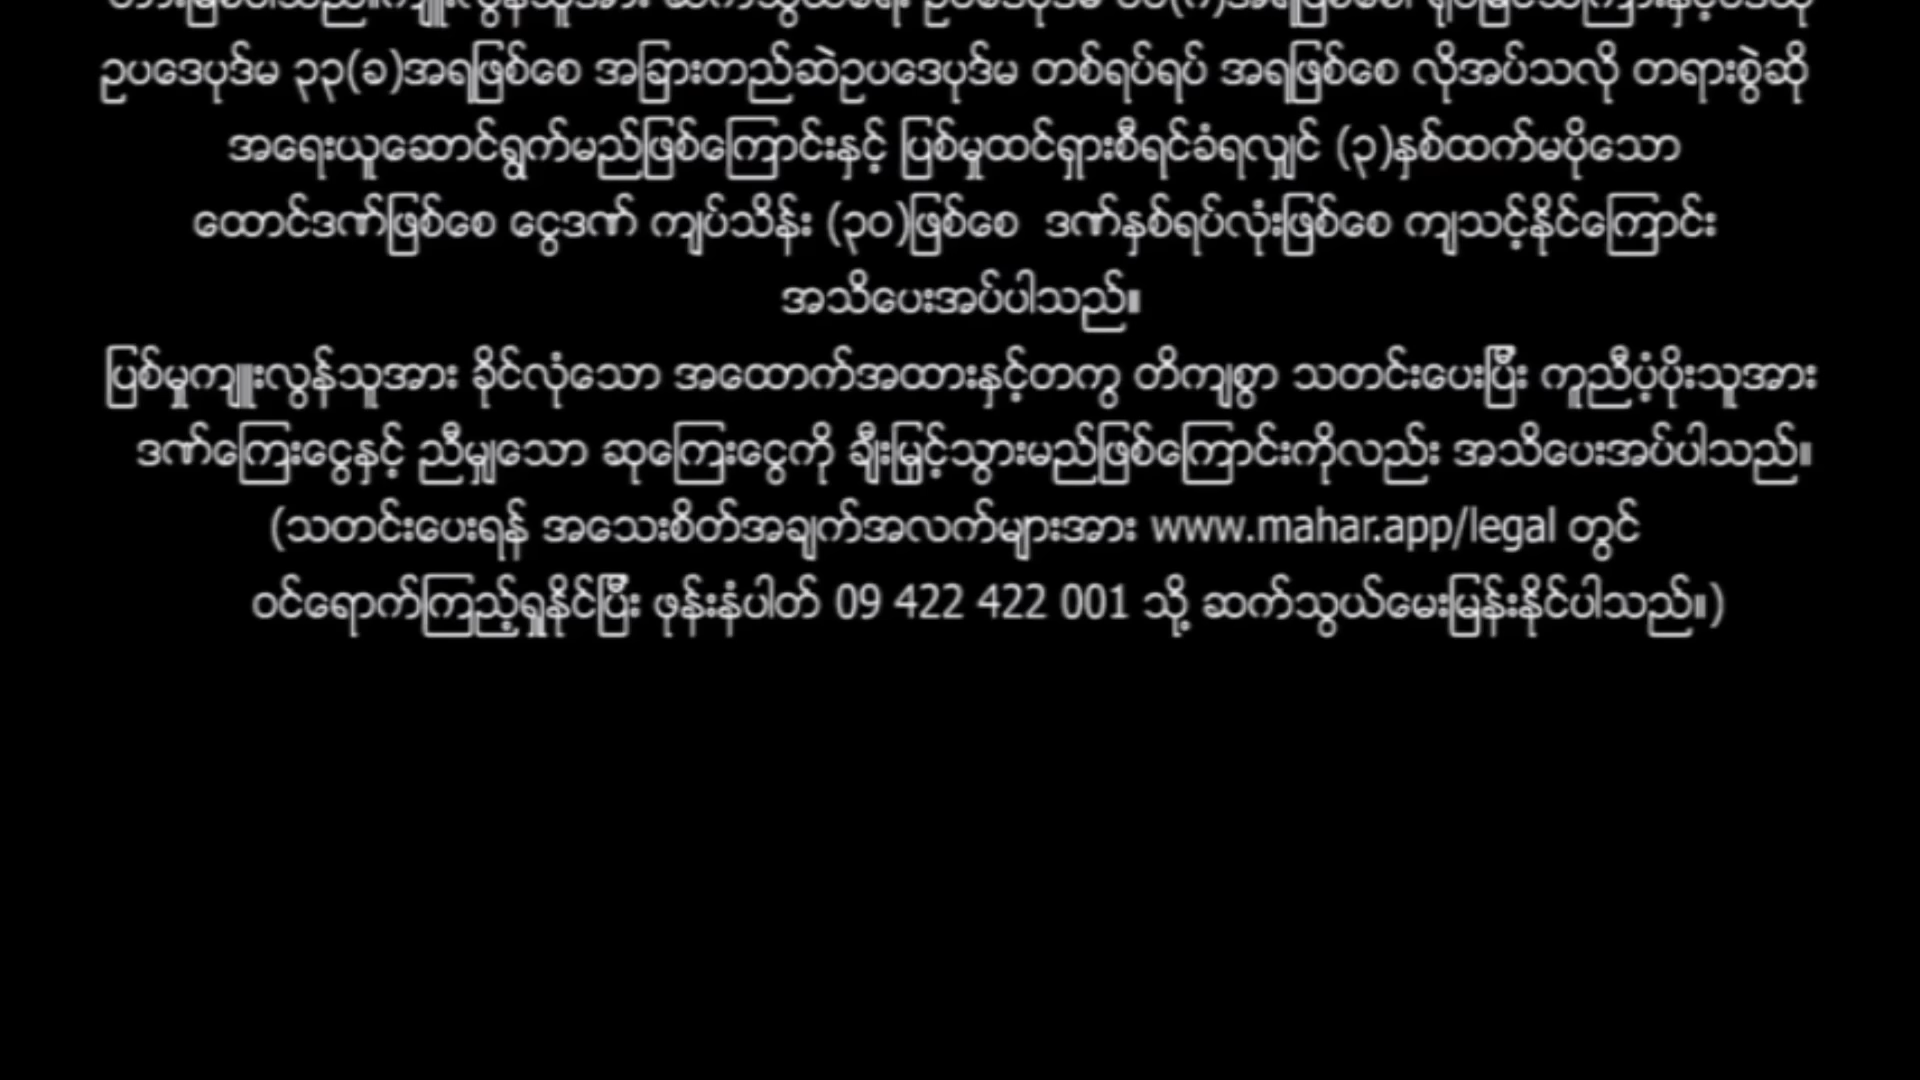 ဥပဒေပုဒ်မ ၃၃(ခ)အရဖြစ်စေ အခြားတည်ဆဲဥပဒေပုဒ်မ တစ်ရပ်ရပ် အရဖြစ်စေ လိုအပ်သလို တရားစွဲဆို
အရေးယူဆောင်ရွက်မည်ဖြစ်ကြောင်းနှင့် ပြစ်မှုထင်ရှားစီရင်ခံရလျှင် (၃)နှစ်ထက်မပိုသော
ထောင်ဒဏ်ဖြစ်စေ ငွေဒဏ် ကျပ်သိန်း (၃၀)ဖြစ်စေ ဒဏ်နှစ်ရပ်လုံးဖြစ်စေ ကျသင့်နိုင်ကြောင်း
အသိပေးအပ်ပါသည်။
ပြစ်မှုကျူးလွန်သူအား ခိုင်လုံသော အထောက်အထားနှင့်တကွ တိကျစွာ သတင်းပေးပြီး ကူညီပံ့ပိုးသူအား
ဒဏ်ကြေးငွေနှင့် ညီမျှသော ဆုကြေးငွေကို ချီးမြှင့်သွားမည်ဖြစ်ကြောင်းကိုလည်း အသိပေးအပ်ပါသည်။
(သတင်းပေးရန် အသေးစိတ်အချက်အလက်များအား www.mahar.app/legal တွင်
ဝင်ရောက်ကြည့်ရှုနိုင်ပြီး ဖုန်းနံပါတ် 09 422 422 001 သို့ ဆက်သွယ်မေးမြန်းနိုင်ပါသည်။)